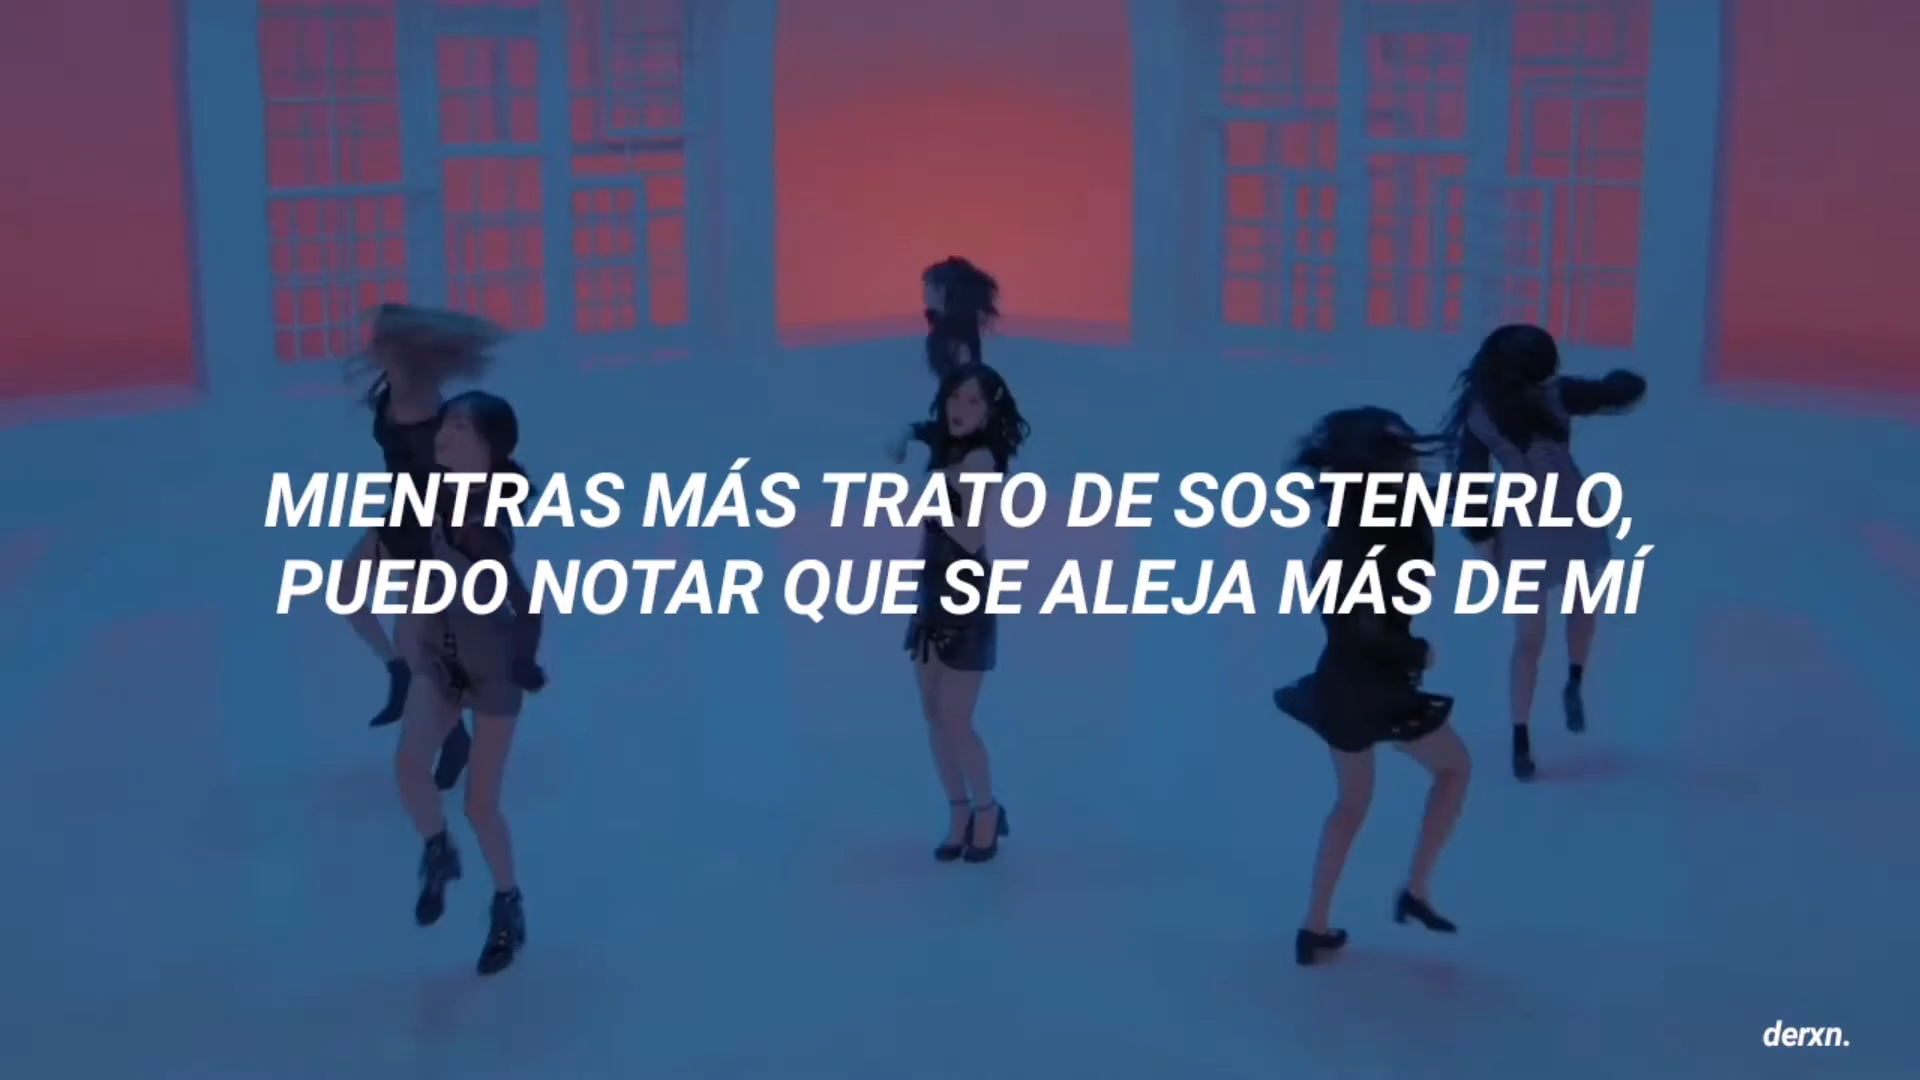 MIENTRAS MÁS TRATO DE SOSTENERLO,
PUEDO NOTAR QUE SE ALEJA MÁS DE MÍ
derxn.